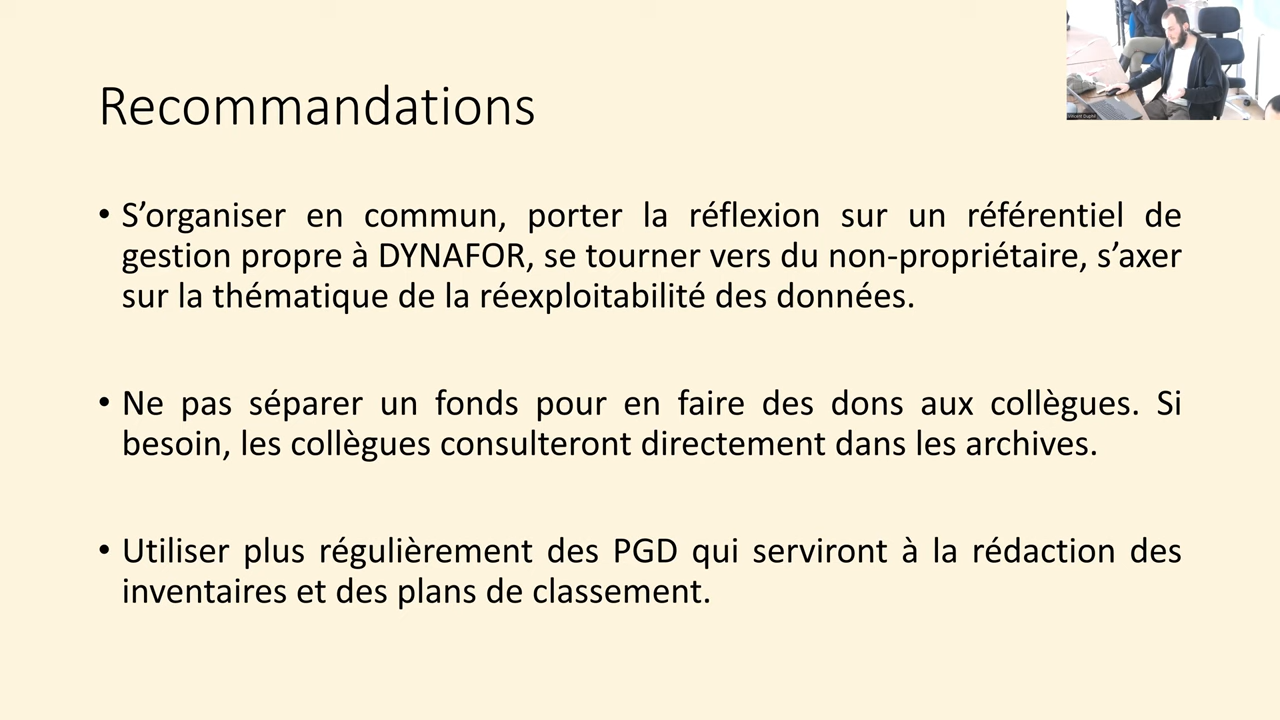 Recommandations
• S’organiser en commun, porter la réflexion sur un référentiel de
gestion propre à DYNAFOR, se tourner vers du non-propriétaire, s’axer
sur la thématique de la réexploitabilité des données.
• Ne pas séparer un fonds pour en faire des dons aux collègues. Si
besoin, les collègues consulteront directement dans les archives.
• Utiliser plus régulièrement des PGD qui serviront à la rédaction des
inventaires et des plans de classement.